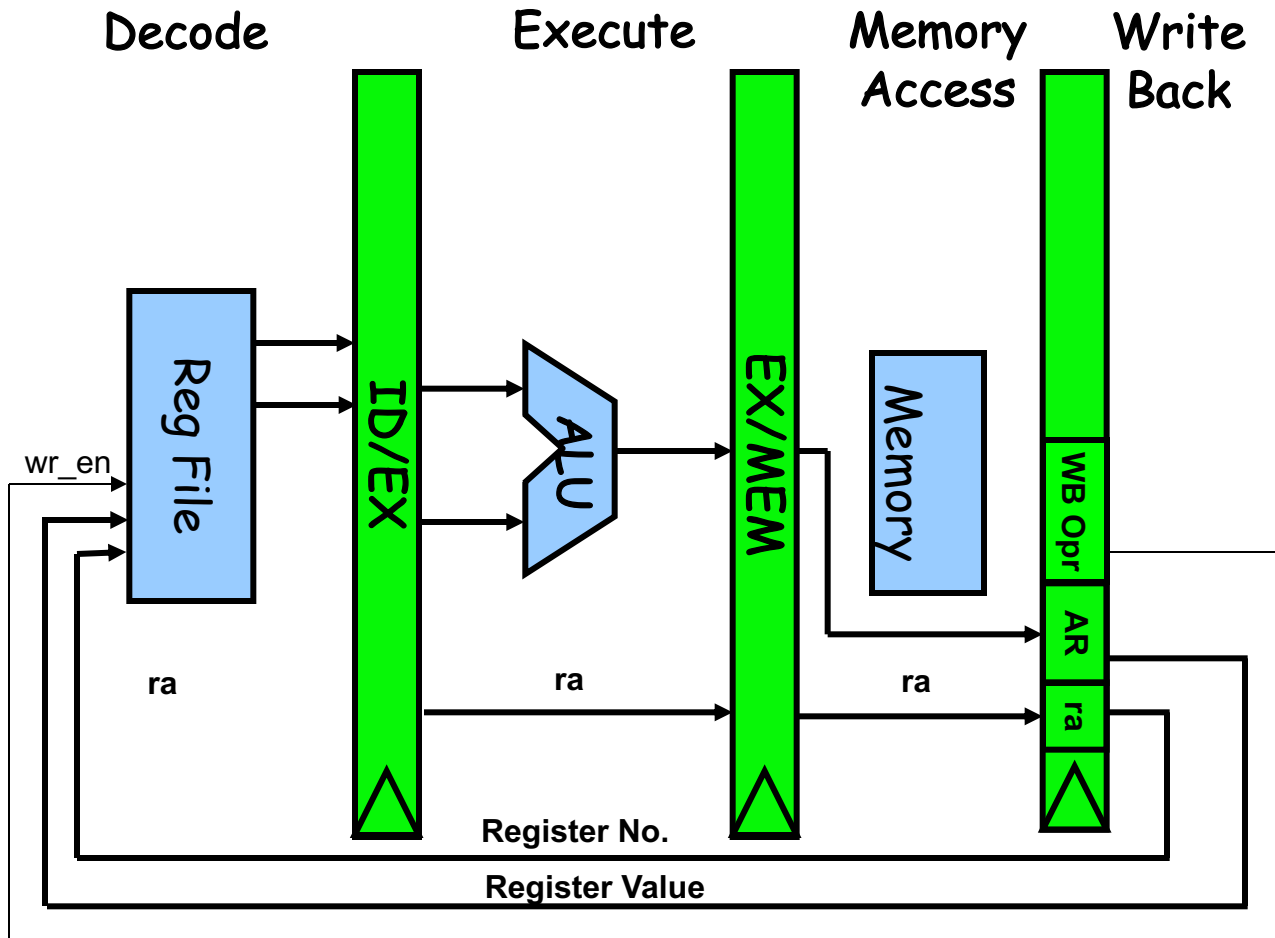 Decode
Execute
Memory
Access
Write
Back
Reg File
ID/EX
ALU
EX/MEM
Memory
WB Opr
AR
ra
wr_en
ra
ra
ra
Register No.
Register Value